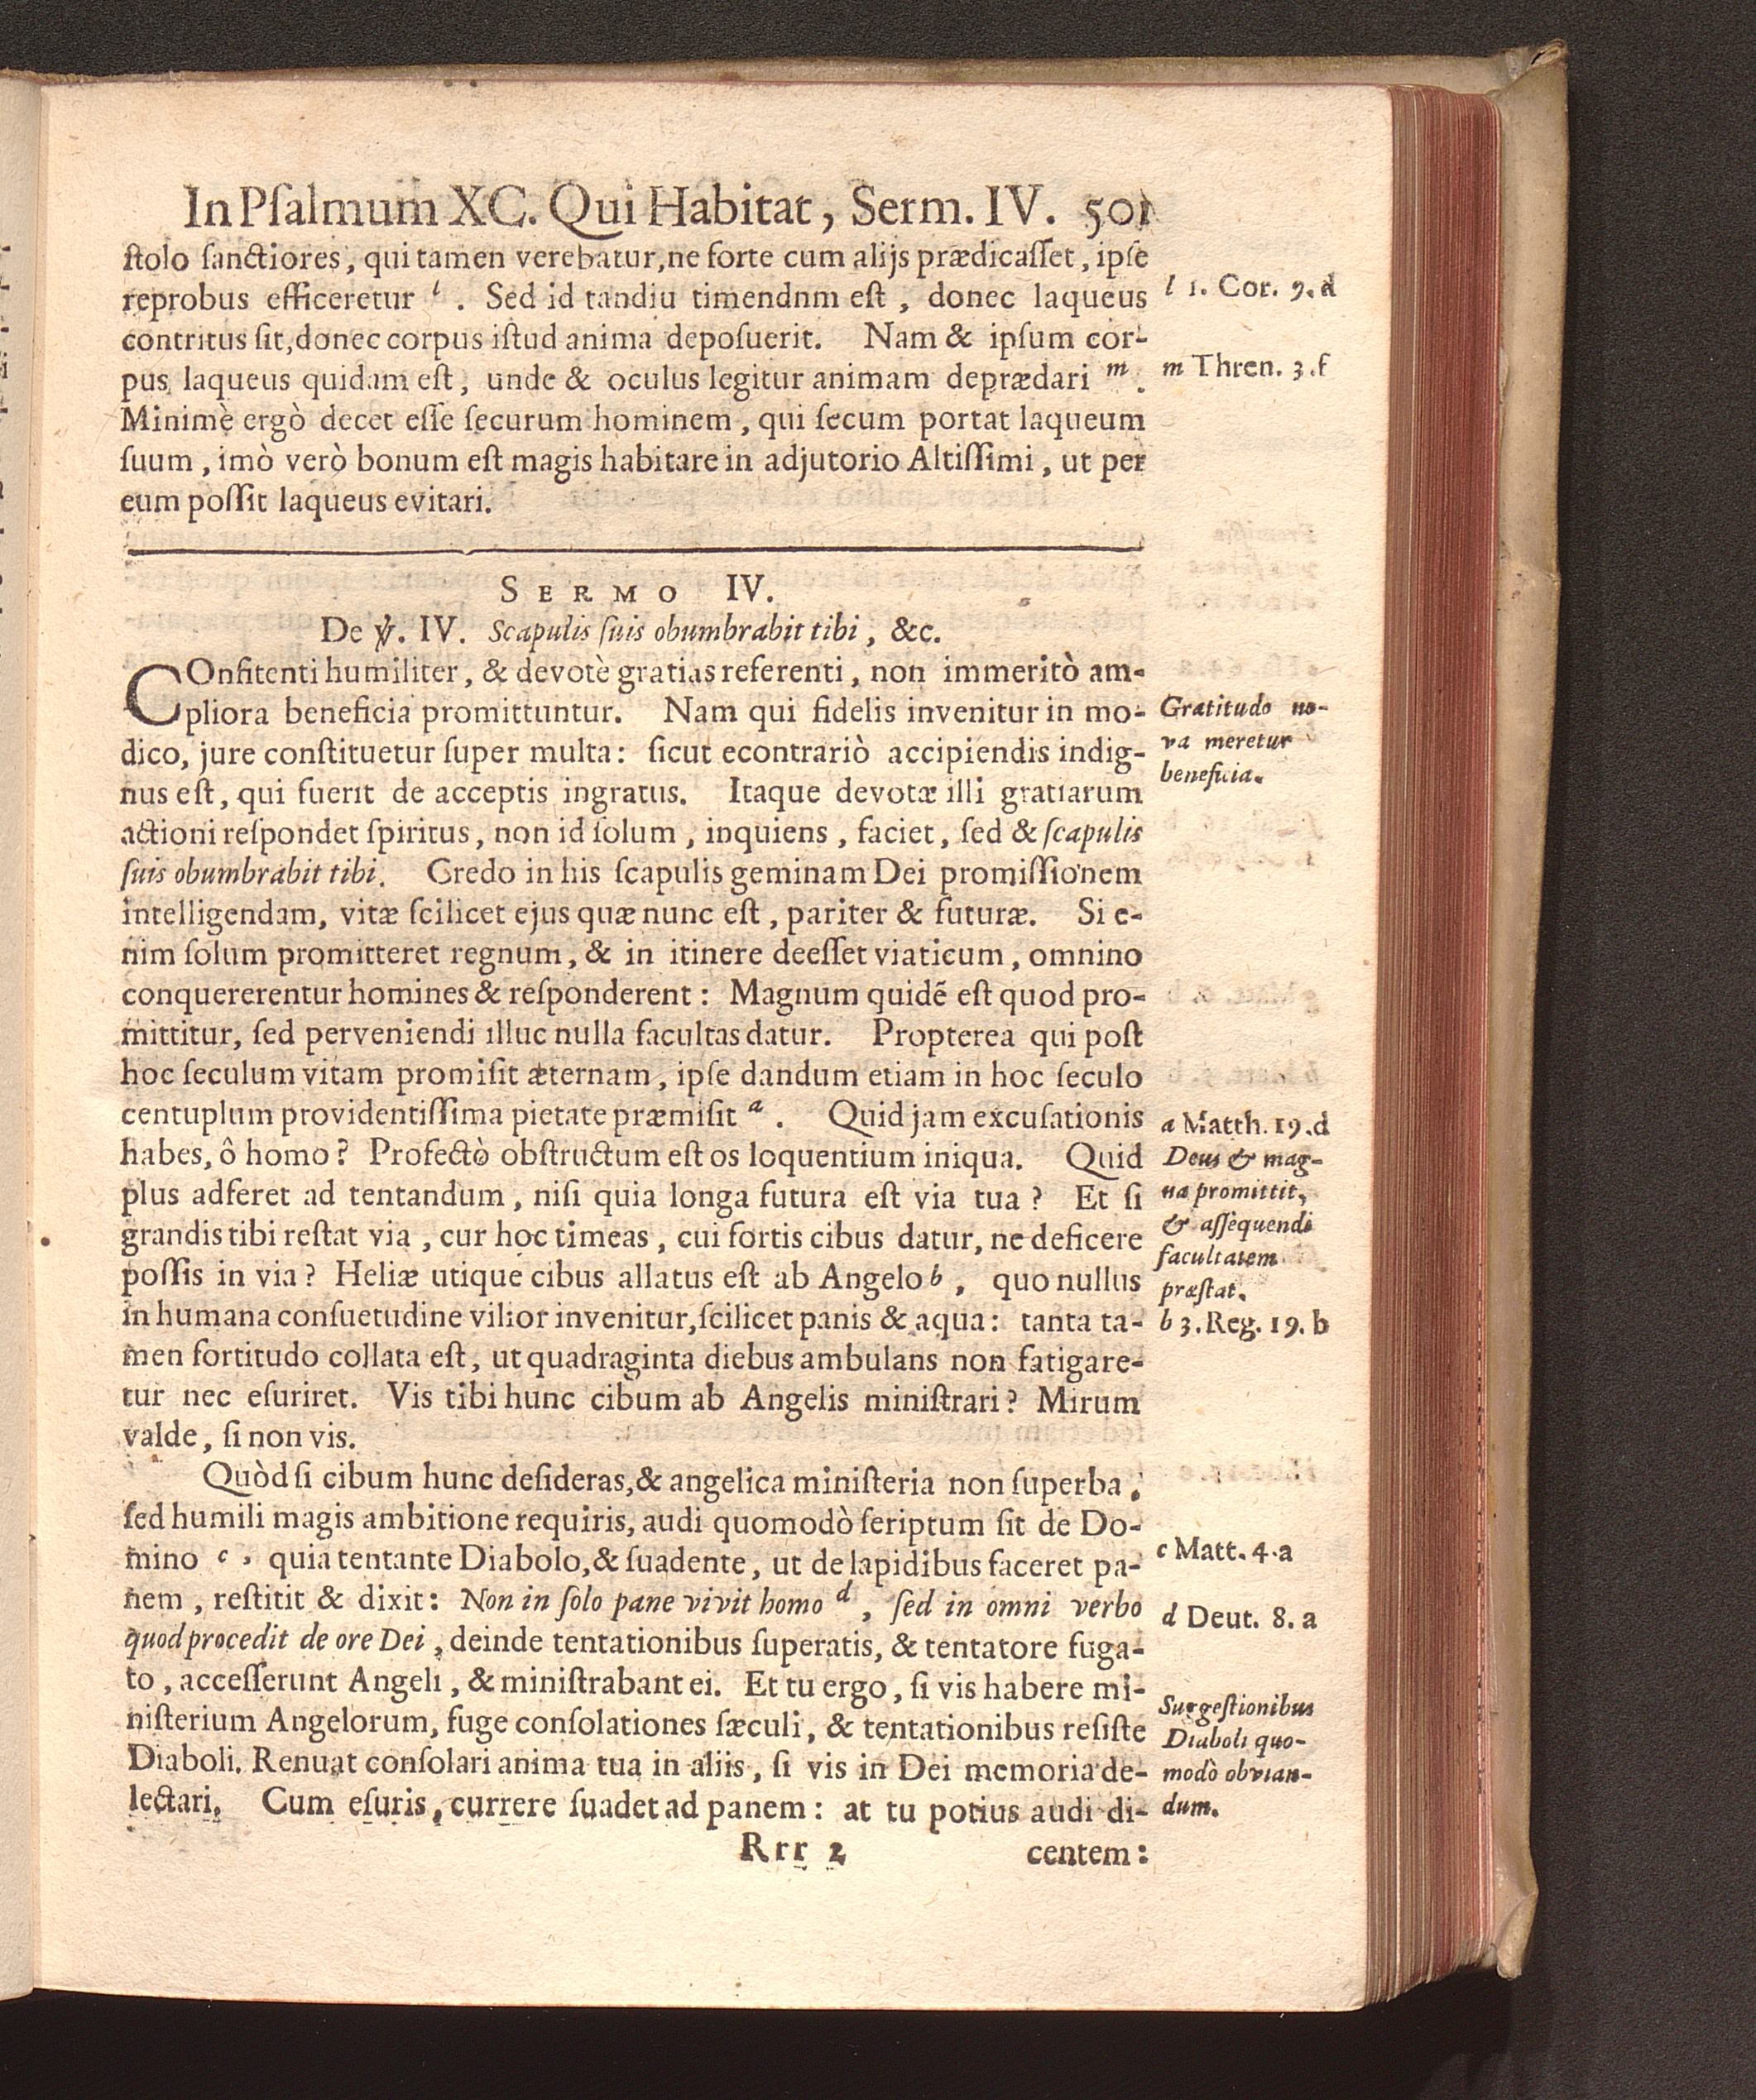 In Pſalmum XC. Qui Habitat, Serm. IV. 501
ſtolo ſanctiores, qui tamen verebatur, ne forte cum alijs prædicaſſet, ipſe
reprobus efficeretur l. Sed id tandiu timendnm eſt, donec laqueus
contritus ſit, donec corpus iſtud anima depoſuerit. Nam & ipſum cor-
pus laqueus quidam eſt, unde & oculus legitur animam deprædari m.
Minimè ergò decet eſſe ſecurum hominem, qui ſecum portat laqueum
ſuum, imò verò bonum eſt magis habitare in adjutorio Altiſſimi, ut per
eum poſſit laqueus evitari.
l 1. Cor. 9. d
m Thren. 3. f
SERMO IV.
De ℣. IV. Scapulis ſuis obumbrabit tibi, &c.
COnfitenti humiliter, & devotè gratias referenti, non immeritò am-
pliora beneficia promittuntur. Nam qui fidelis invenitur in mo-
dico, jure conſtituetur ſuper multa: ſicut econtrariò accipiendis indig-
nus eſt, qui fuerit de acceptis ingratus. Itaque devotæ illi gratiarum
actioni reſpondet ſpiritus, non id ſolum, inquiens, faciet, ſed & ſcapulis
ſuis obumbrabit tibi. Credo in his ſcapulis geminam Dei promiſſionem
intelligendam, vitæ ſcilicet ejus quæ nunc eſt, pariter & futuræ. Si e-
nim ſolum promitteret regnum, & in itinere deeſſet viaticum, omnino
conquererentur homines & reſponderent: Magnum quidẽ eſt quod pro-
mittitur, ſed perveniendi illuc nulla facultas datur. Propterea qui poſt
hoc ſeculum vitam promiſit æternam, ipſe dandum etiam in hoc ſeculo
centuplum providentiſſima pietate præmiſit a. Quid jam excuſationis
habes, ô homo? Profectò obſtructum eſt os loquentium iniqua. Quid
plus adferet ad tentandum, niſi quia longa futura eſt via tua? Et ſi
grandis tibi reſtat via, cur hoc timeas, cui fortis cibus datur, ne deficere
poſſis in via? Heliæ utique cibus allatus eſt ab Angelo b, quo nullus
in humana conſuetudine vilior invenitur, ſcilicet panis & aqua: tanta ta-
men fortitudo collata eſt, ut quadraginta diebus ambulans non fatigare-
tur nec eſuriret. Vis tibi hunc cibum ab Angelis miniſtrari? Mirum
valde, ſi non vis.
Gratitudo no-
va meretur
beneficia.
a Matth. 19. d
Deus & mag-
na promittit,
& aſſequendi
facultatem
præſtat.
b 3. Reg. 19. b
Quòd ſi cibum hunc deſideras, & angelica miniſteria non ſuperba,
ſed humili magis ambitione requiris, audi quomodò ſcriptum ſit de Do-
mino c, quia tentante Diabolo, & ſuadente, ut de lapidibus faceret pa-
nem, reſtitit & dixit: Non in ſolo pane vivit homo d, ſed in omni verbo
quod procedit de ore Dei, deinde tentationibus ſuperatis, & tentatore fuga-
to, acceſſerunt Angeli, & miniſtrabant ei. Et tu ergo, ſi vis habere mi-
niſterium Angelorum, fuge conſolationes ſæculi, & tentationibus reſiſte
Diaboli. Renuat conſolari anima tua in aliis, ſi vis in Dei memoria de-
lectari. Cum eſuris, currere ſuadet ad panem: at tu potius audi di-
c Matt. 4. a
d Deut. 8. a
Suggeſtionibus
Diaboli quo-
modò obvian-
dum.
Rrr 2 centem: